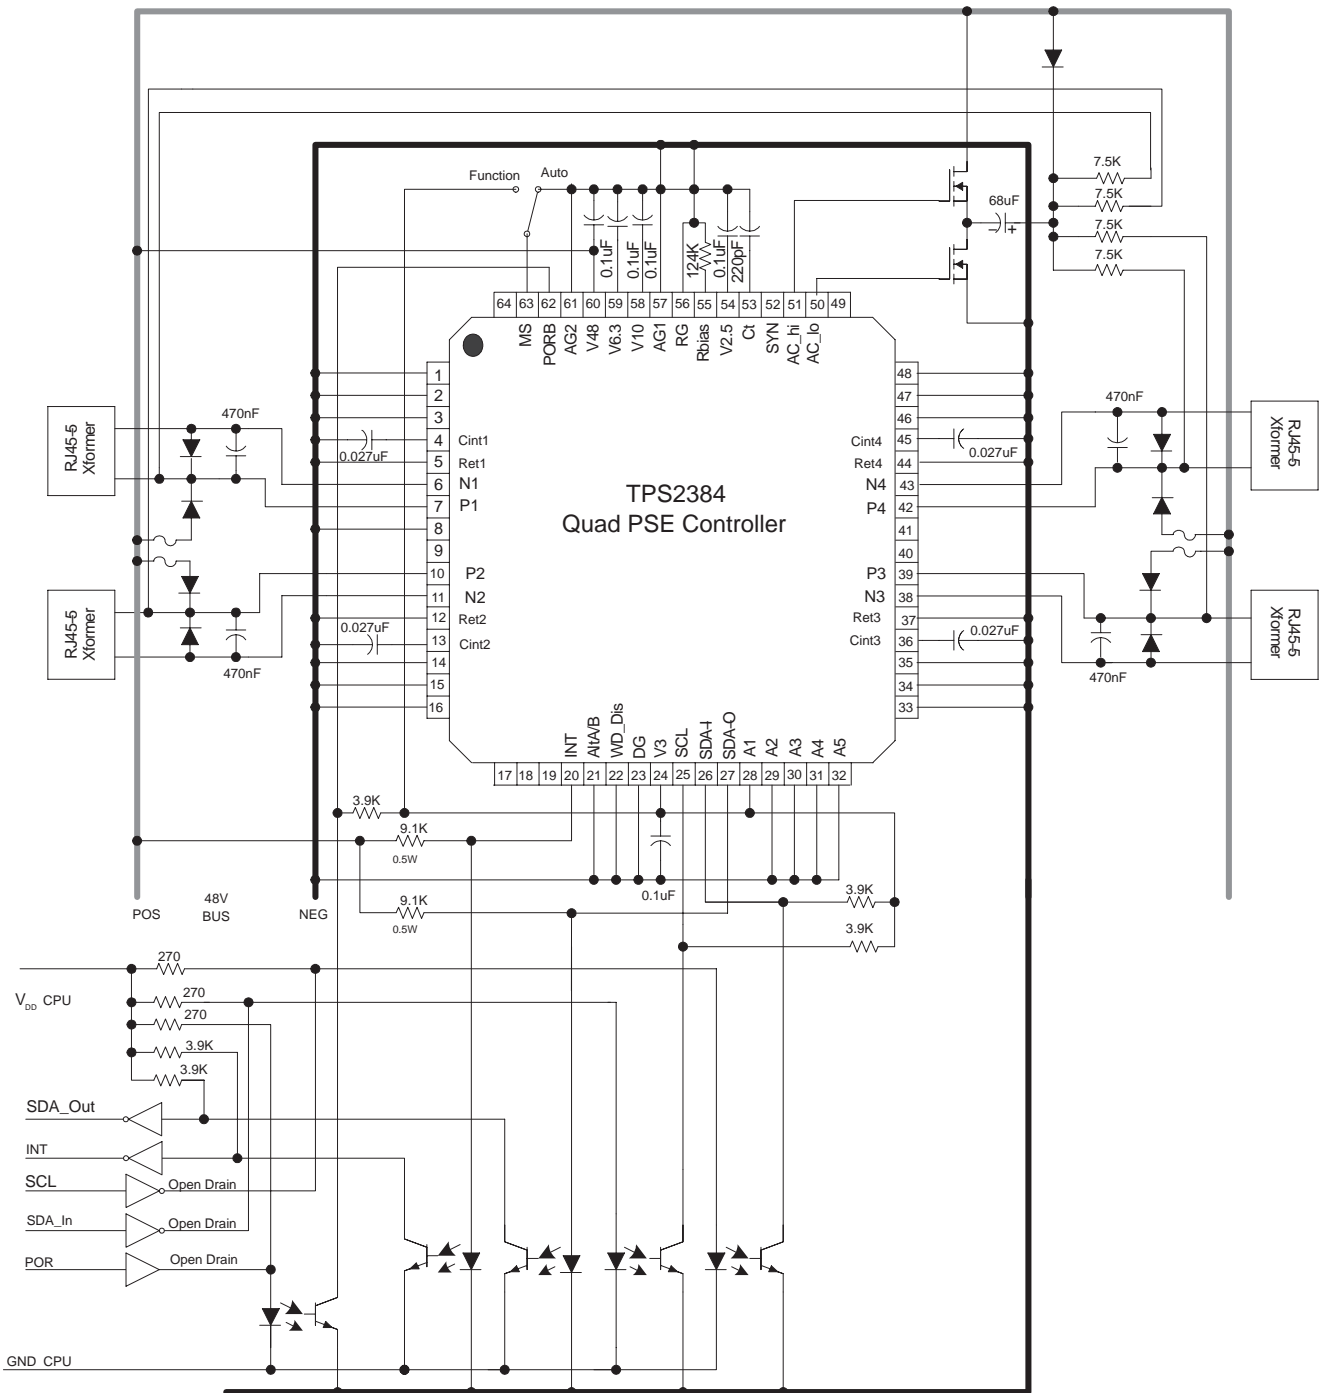 Function
Auto
0.1uF
0.1uF
0.1uF
124K
0.1uF
220pF
68uF
7.5K
7.5K
7.5K
7.5K
64 63 62 61 60 59 58 57 56 55 54 53 52 51 50 49
MS
PORB
AG2
V48
V6.3
V10
AG1
RG
Rbias
V2.5
Ct
SYN
AC_hi
AC_lo
1
2
3
4
5
6
7
8
9
10
11
12
13
14
15
16
Cint1
Ret1
N1
P1
P2
N2
Ret2
Cint2
TPS2384
Quad PSE Controller
48
47
46
45
44
43
42
41
40
39
38
37
36
35
34
33
Cint4
Ret4
N4
P4
P3
N3
Ret3
Cint3
RJ45-5
Xformer
470nF
0.027uF
RJ45-5
Xformer
470nF
0.027uF
470nF
0.027uF
RJ45-5
Xformer
0.027uF
470nF
RJ45-5
Xformer
INT
AltA/B
WD_Dis
DG
V3
SCL
SDA-I
SDA-O
A1
A2
A3
A4
A5
17 18 19 20 21 22 23 24 25 26 27 28 29 30 31 32
3.9K
9.1K
0.5W
9.1K
0.5W
0.1uF
3.9K
3.9K
POS
48V
BUS
NEG
270
VDD CPU
270
270
3.9K
3.9K
SDA_Out
INT
SCL
Open Drain
SDA_In
Open Drain
POR
Open Drain
GND CPU